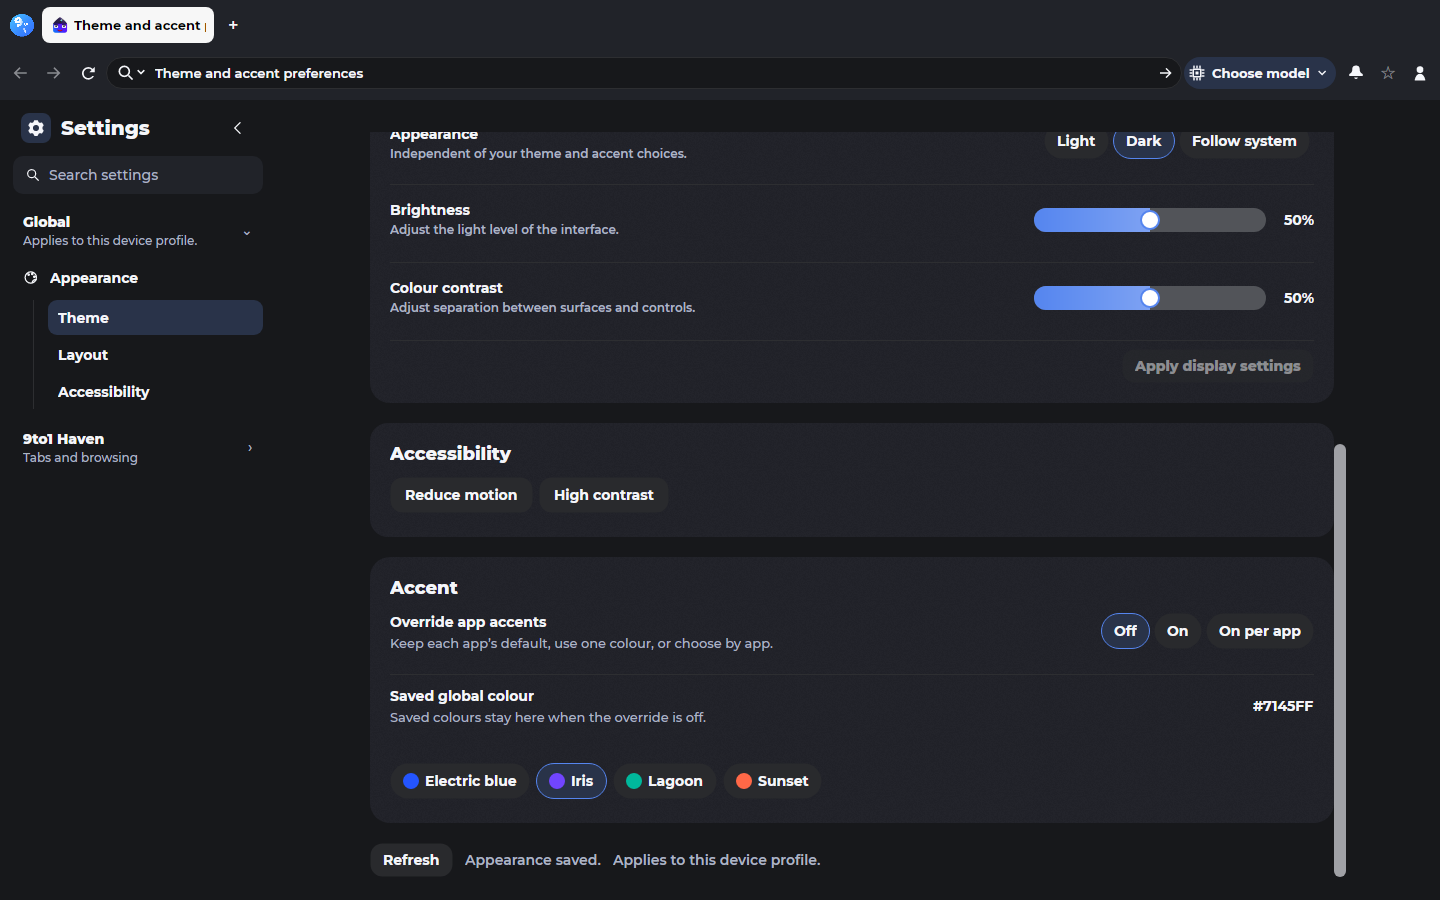 Theme and accent
+
Theme and accent preferences
Choose model
Settings
Search settings
Global
Applies to this device profile.
Appearance
Theme
Layout
Accessibility
9to1 Haven
Tabs and browsing
Appearance
Independent of your theme and accent choices.
Light
Dark
Follow system
Brightness
Adjust the light level of the interface.
50%
Colour contrast
Adjust separation between surfaces and controls.
50%
Apply display settings
Accessibility
Reduce motion
High contrast
Accent
Override app accents
Keep each app's default, use one colour, or choose by app.
Off
On
On per app
Saved global colour
Saved colours stay here when the override is off.
#7145FF
Electric blue
Iris
Lagoon
Sunset
Refresh
Appearance saved.
Applies to this device profile.